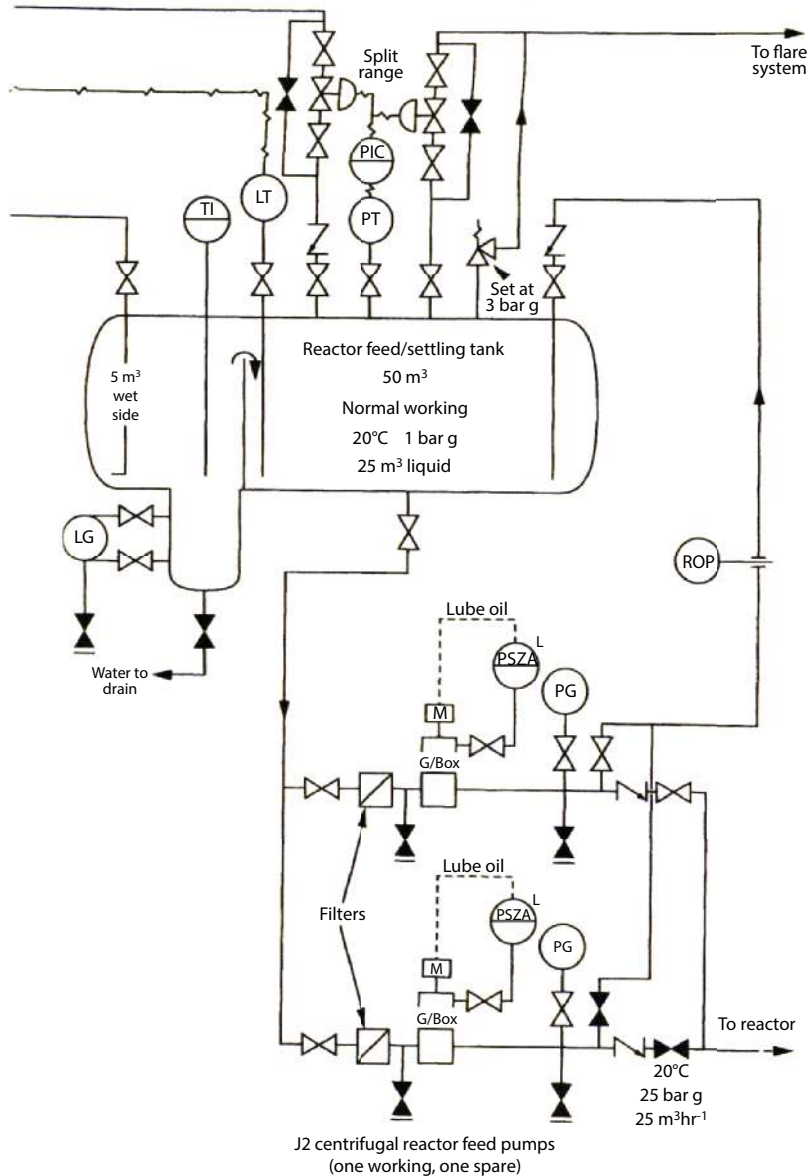 Split
range
To flare
system
PIC
LT
TI
PT
Set at
3 bar g
Reactor feed/settling tank
50 m³
5 m³
wet
side
Normal working
20°C 1 bar g
25 m³ liquid
LG
ROP
Water to
drain
Lube oil
PSZA
L
PG
M
G/Box
Filters
Lube oil
PSZA
L
PG
M
G/Box
To reactor
20°C
25 bar g
25 m³hr⁻¹
J2 centrifugal reactor feed pumps
(one working, one spare)